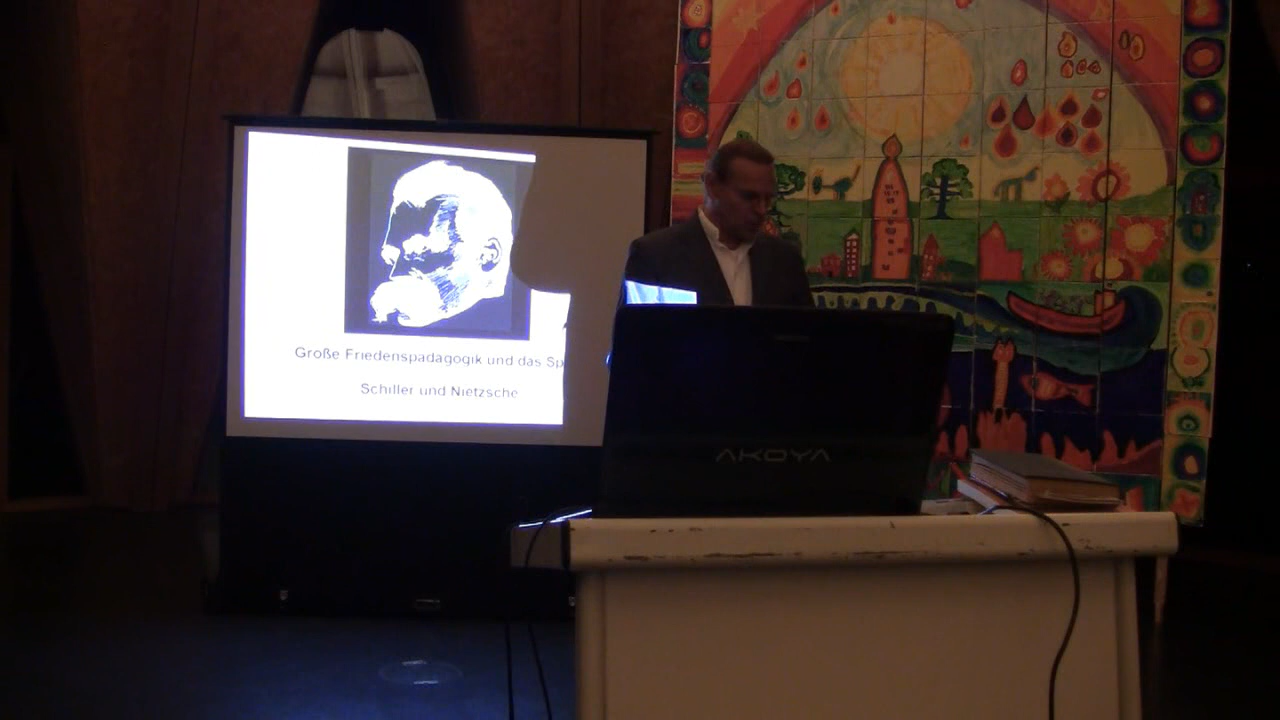 Große Friedenspädagogik und das Sp
Schiller und Nietzsche
AKOYA